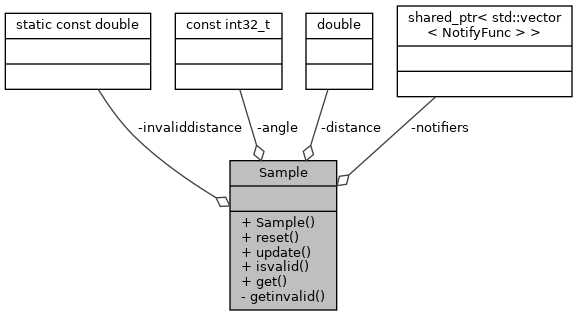 static const double
const int32_t
double
shared_ptr< std::vector
< NotifyFunc > >
-invaliddistance
-angle
-distance
-notifiers
Sample
+ Sample()
+ reset()
+ update()
+ isvalid()
+ get()
- getinvalid()